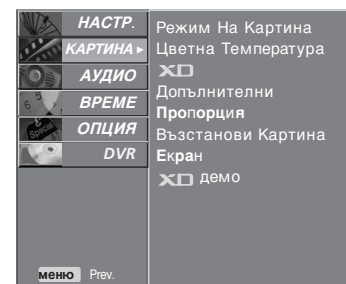 НАСТР.
КАРТИНА ▸
АУДИО
ВРЕМЕ
ОПЦИЯ
DVR
Режим На Картина
Цветна Температура
XD
Допълнителни
Пропорция
Възстанови Картина
Екран
XD демо
меню Prev.